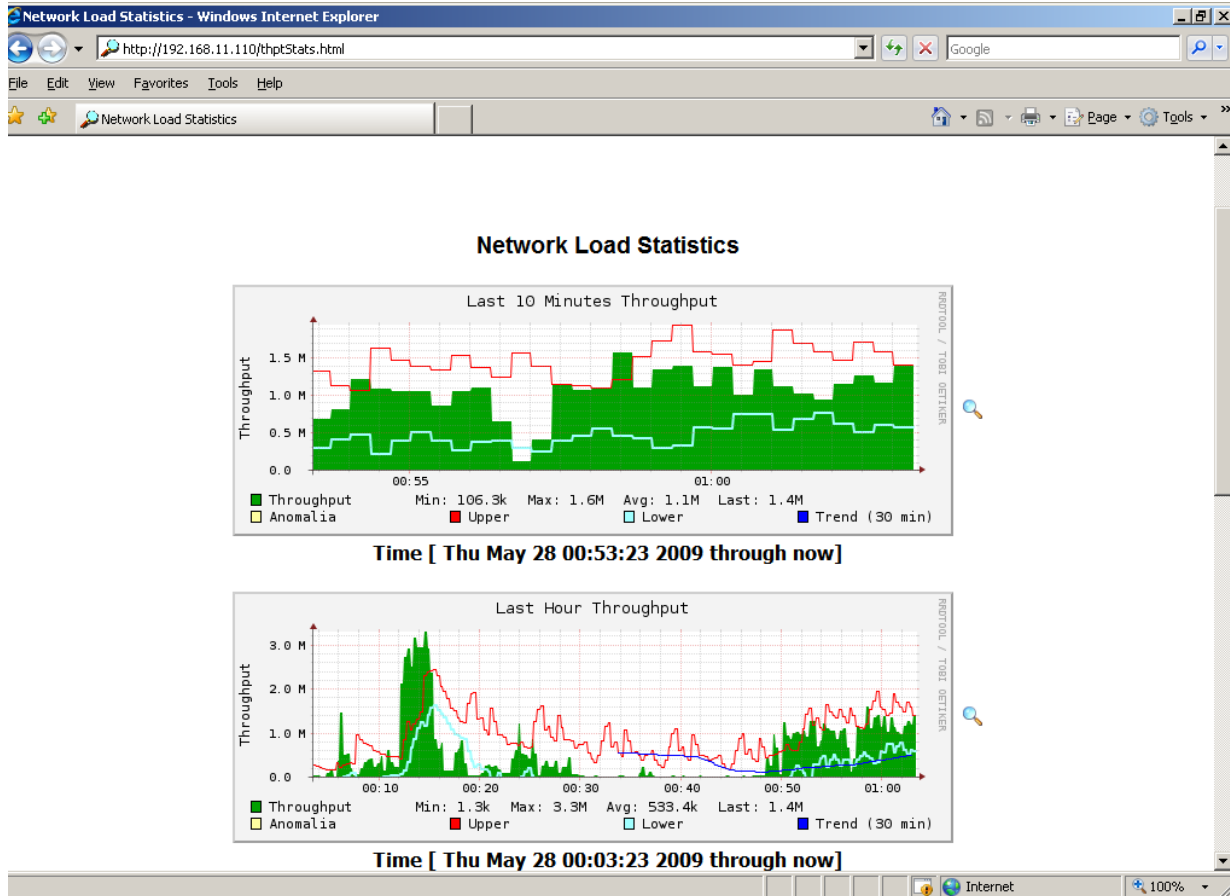 Network Load Statistics - Windows Internet Explorer
http://192.168.11.110/thptStats.html
Google
File Edit View Favorites Tools Help
Network Load Statistics
Page Tools
Network Load Statistics
Last 10 Minutes Throughput
RRDTOOL / TOBI OETIKER
Throughput
1.5 M
1.0 M
0.5 M
0.0
00:55 01:00
Throughput Min: 106.3k Max: 1.6M Avg: 1.1M Last: 1.4M
Anomalia Upper Lower Trend (30 min)
Time [ Thu May 28 00:53:23 2009 through now]
Last Hour Throughput
RRDTOOL / TOBI OETIKER
Throughput
3.0 M
2.0 M
1.0 M
0.0
00:10 00:20 00:30 00:40 00:50 01:00
Throughput Min: 1.3k Max: 3.3M Avg: 533.4k Last: 1.4M
Anomalia Upper Lower Trend (30 min)
Time [ Thu May 28 00:03:23 2009 through now]
Internet 100%